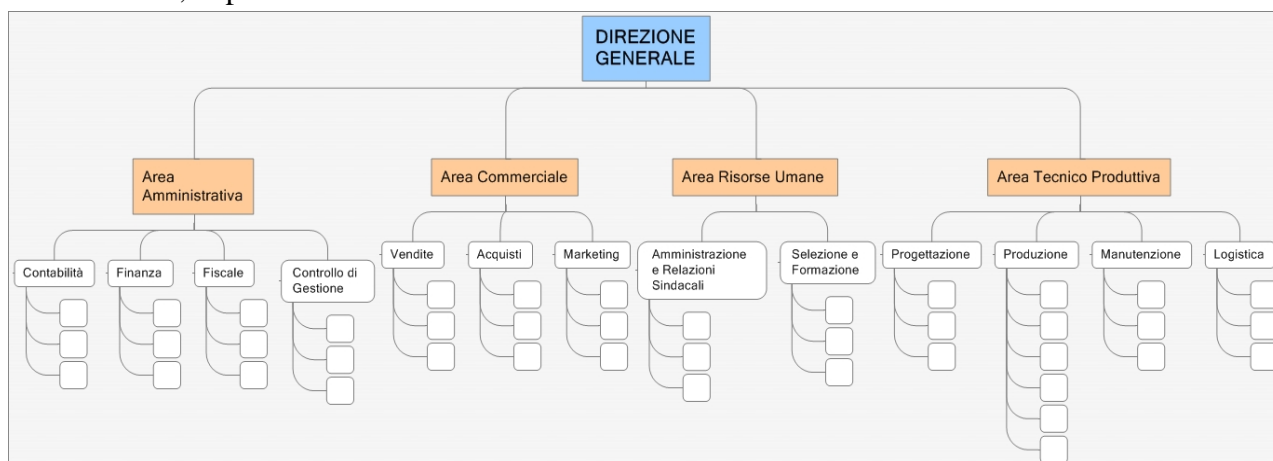 DIREZIONE
GENERALE
Area
Amministrativa
Area Commerciale
Area Risorse Umane
Area Tecnico Produttiva
Contabilità
Finanza
Fiscale
Controllo di
Gestione
Vendite
Acquisti
Marketing
Amministrazione
e Relazioni
Sindacali
Selezione e
Formazione
Progettazione
Produzione
Manutenzione
Logistica